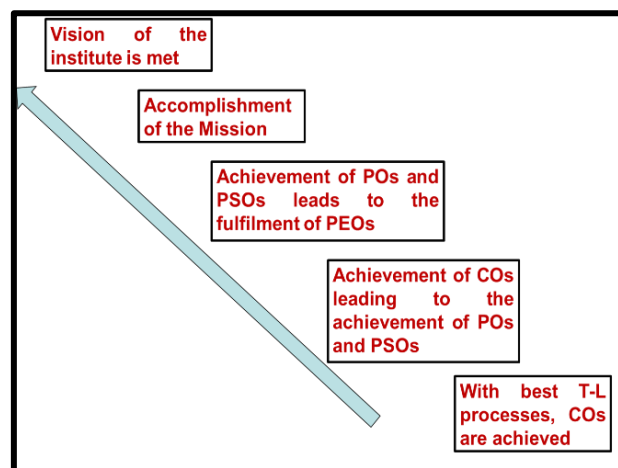 Vision of the
institute is met
Accomplishment
of the Mission
Achievement of POs and
PSOs leads to the
fulfilment of PEOs
Achievement of COs
leading to the
achievement of POs
and PSOs
With best T-L
processes, COs
are achieved